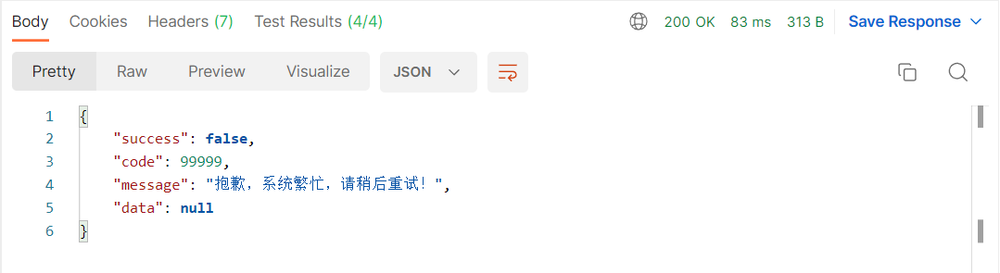 Body Cookies Headers (7) Test Results (4/4) 200 OK 83 ms 313 B Save Response
Pretty Raw Preview Visualize JSON
1 {
2 "success": false,
3 "code": 99999,
4 "message": "抱歉，系统繁忙，请稍后重试！",
5 "data": null
6 }